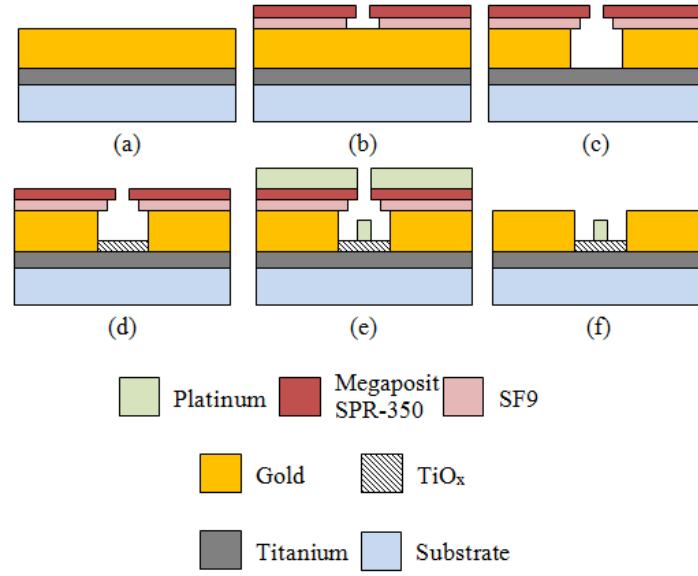 (a)
(b)
(c)
(d)
(e)
(f)
Platinum
Megaposit
SPR-350
SF9
Gold
TiOₓ
Titanium
Substrate